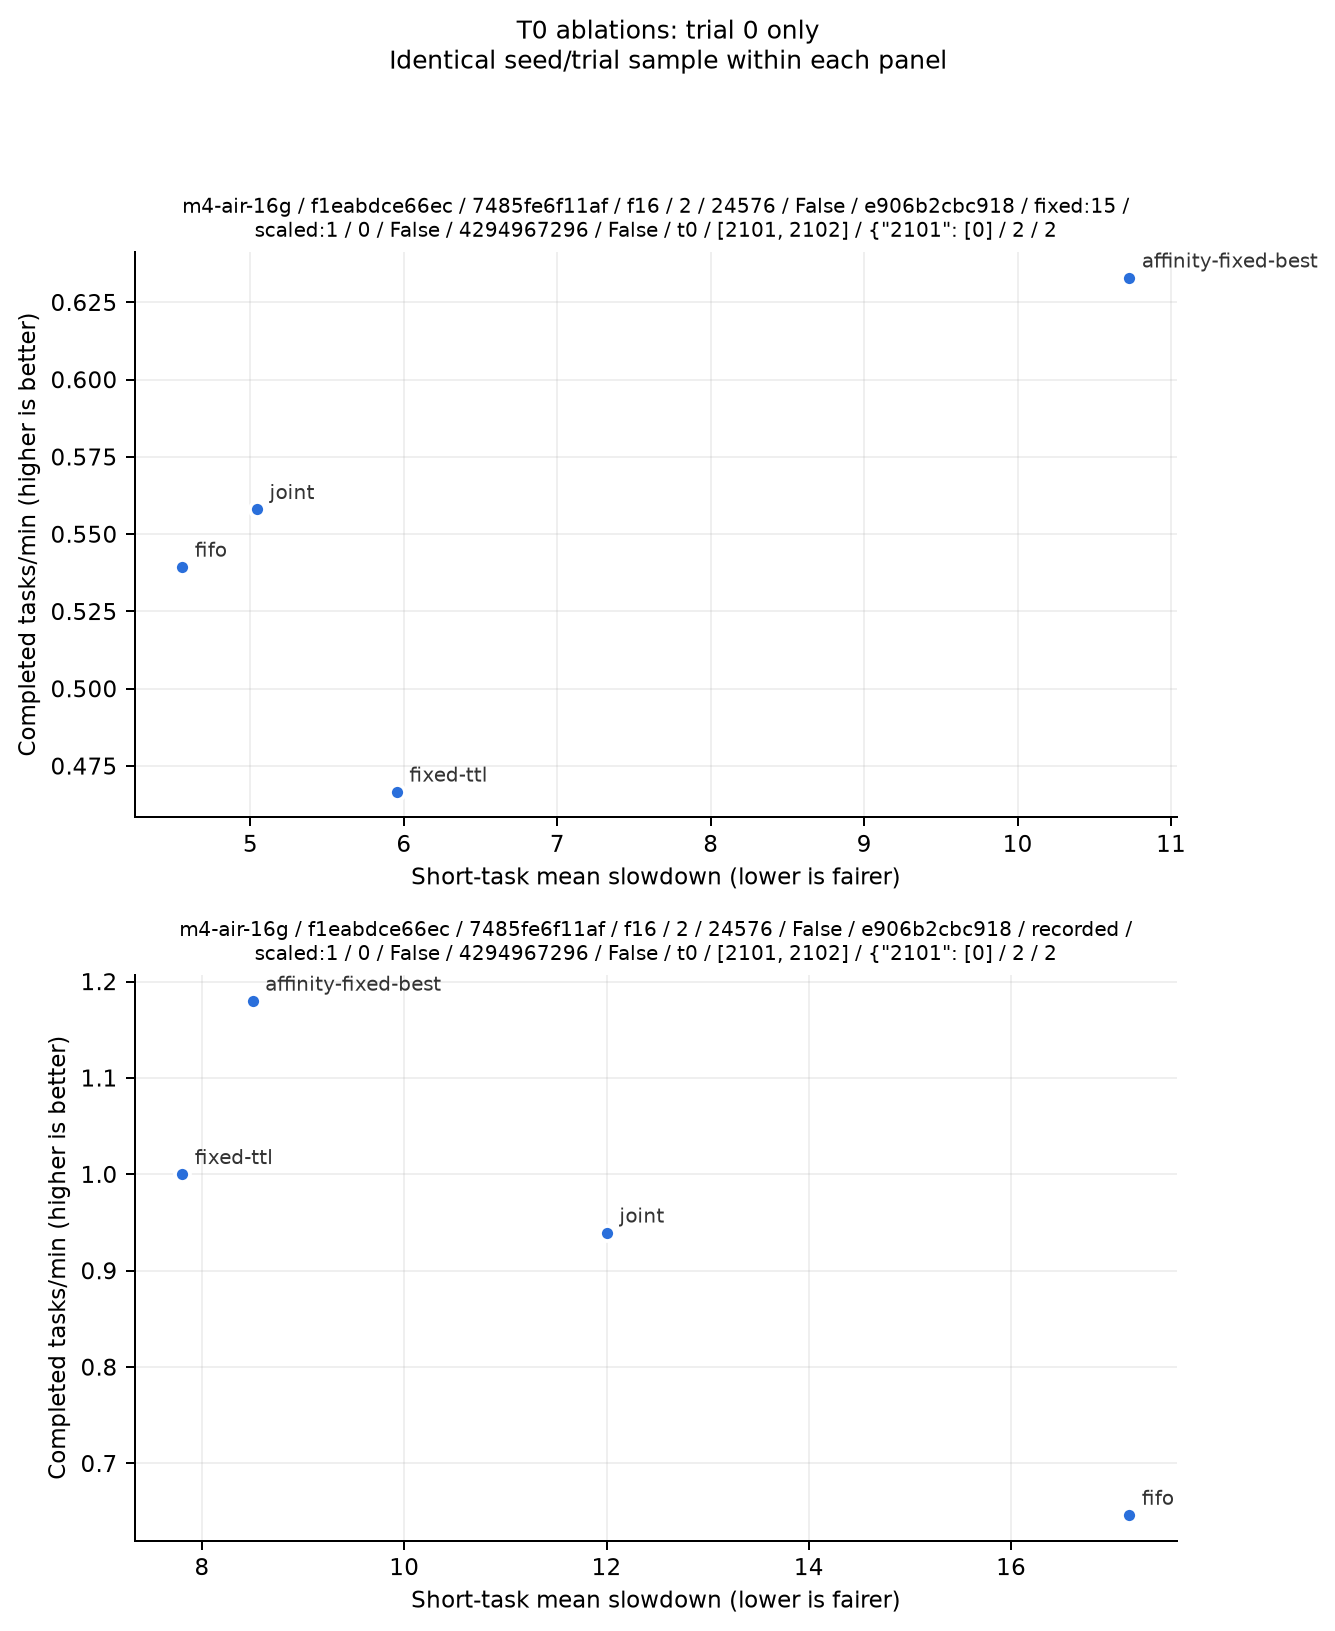 T0 ablations: trial 0 only
Identical seed/trial sample within each panel
m4-air-16g / f1eabdce66ec / 7485fe6f11af / f16 / 2 / 24576 / False / e906b2cbc918 / fixed:15 /
scaled:1 / 0 / False / 4294967296 / False / t0 / [2101, 2102] / {"2101": [0] / 2 / 2
affinity-fixed-best
0.625
0.600
0.575
0.550
0.525
0.500
0.475
joint
fifo
fixed-ttl
Completed tasks/min (higher is better)
5 6 7 8 9 10 11
Short-task mean slowdown (lower is fairer)
m4-air-16g / f1eabdce66ec / 7485fe6f11af / f16 / 2 / 24576 / False / e906b2cbc918 / recorded /
scaled:1 / 0 / False / 4294967296 / False / t0 / [2101, 2102] / {"2101": [0] / 2 / 2
1.2
1.1
1.0
0.9
0.8
0.7
affinity-fixed-best
fixed-ttl
joint
fifo
Completed tasks/min (higher is better)
8 10 12 14 16
Short-task mean slowdown (lower is fairer)